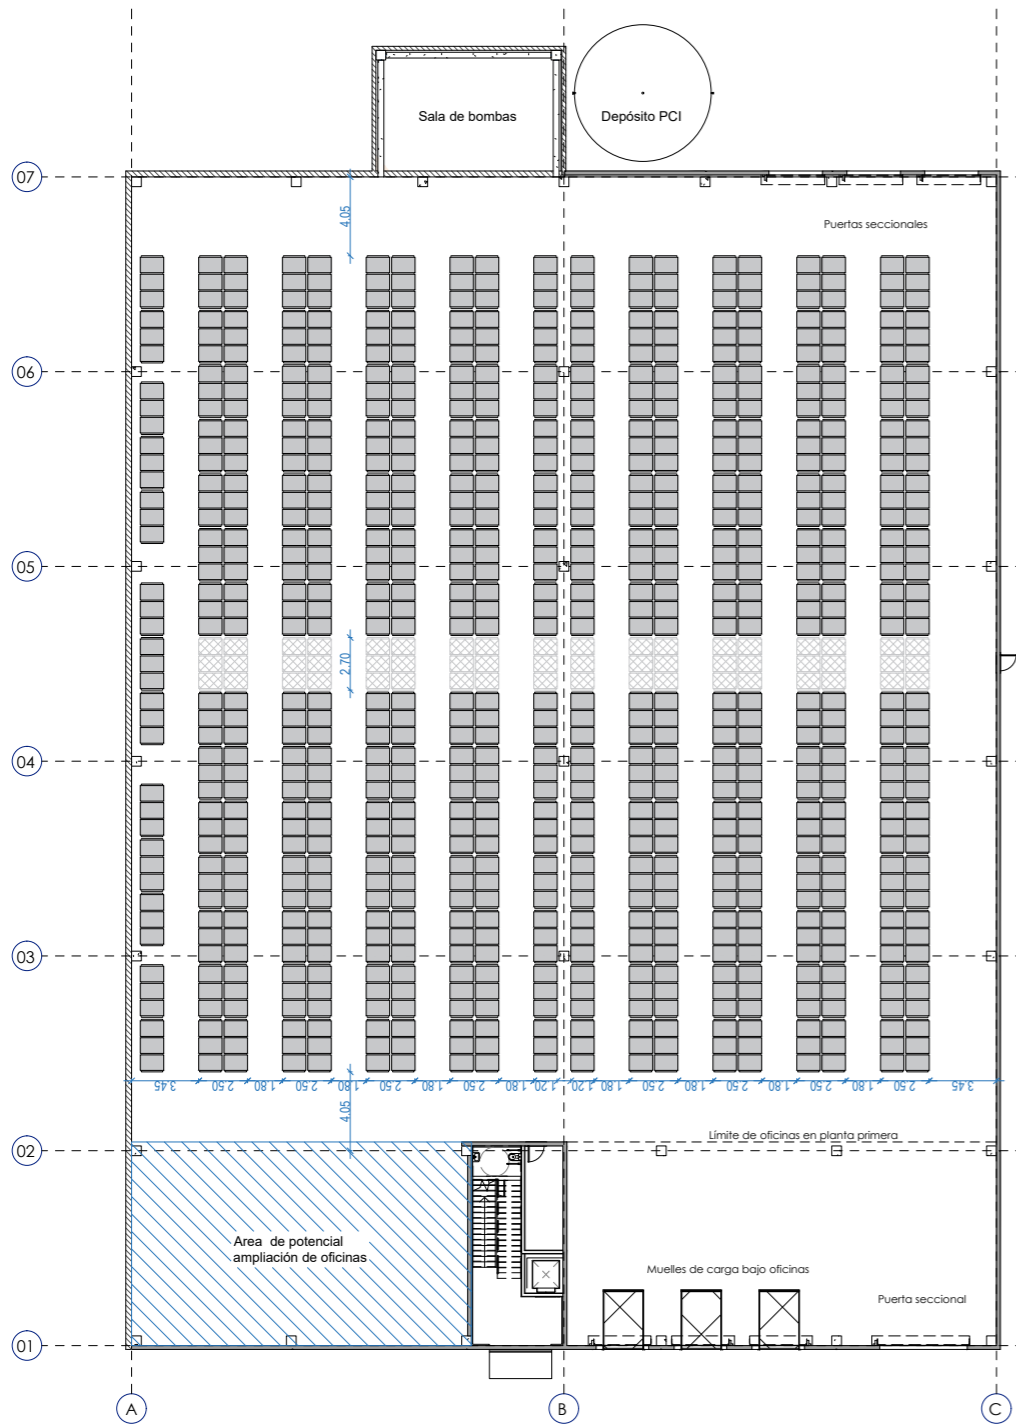 Sala de bombas
Depósito PCI
07
4.05
Puertas seccionales
06
05
2.70
04
03
3.45 2.50 1.80 2.50 1.80 2.50 1.80 2.50 1.80 1.20 1.20 1.80 2.50 1.80 2.50 1.80 2.50 1.80 2.50 3.45
4.05
Límite de oficinas en planta primera
02
Area de potencial
ampliación de oficinas
Muelles de carga bajo oficinas
Puerta seccional
01
A
B
C